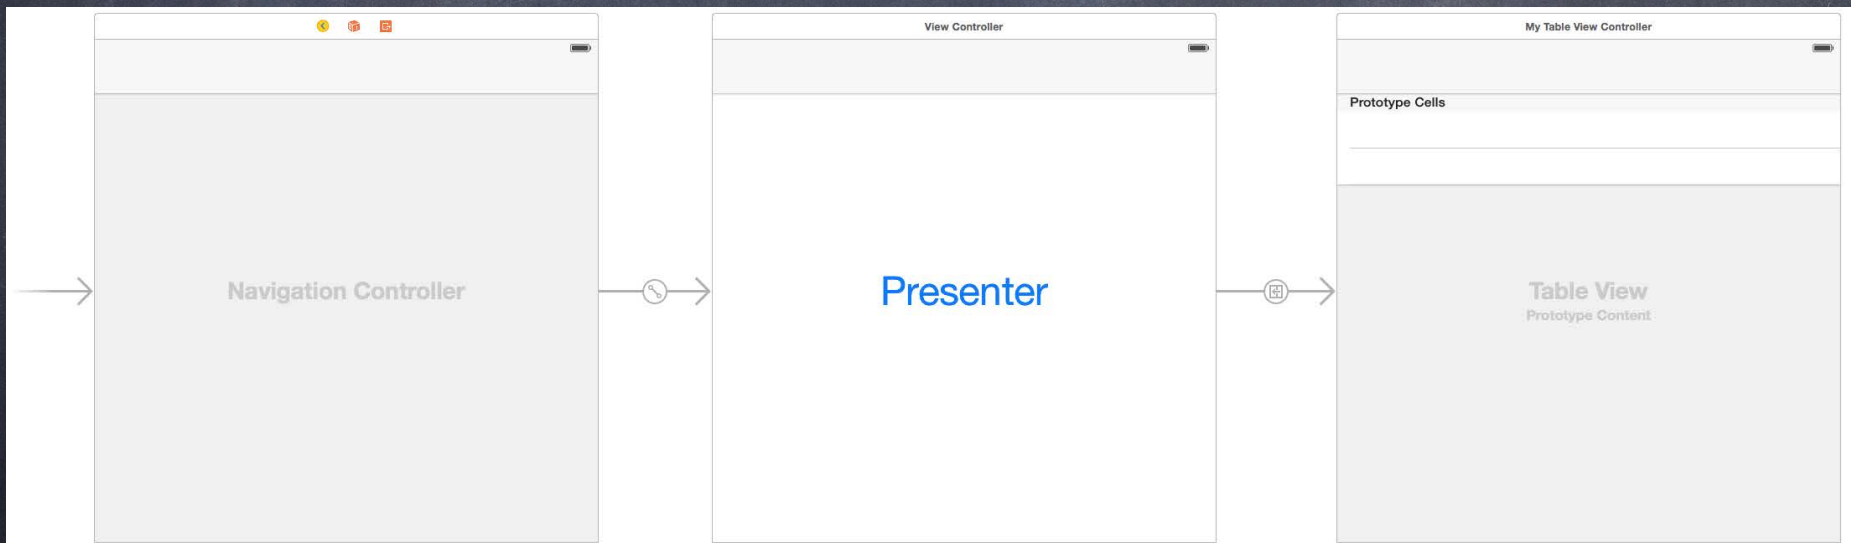 View Controller
My Table View Controller
Prototype Cells
Navigation Controller
Presenter
Table View
Prototype Content